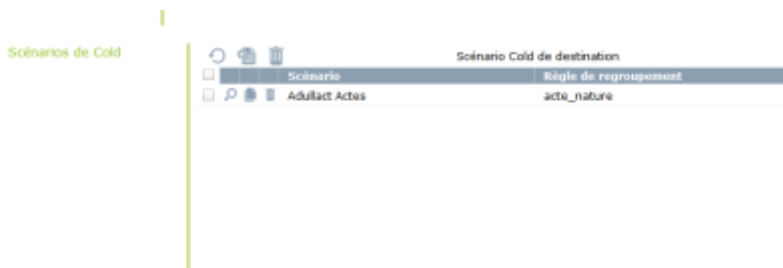 Scénarios de Cold
Scénario Cold de destination
Scénario Règle de regroupement
Adullact Actes acte_nature